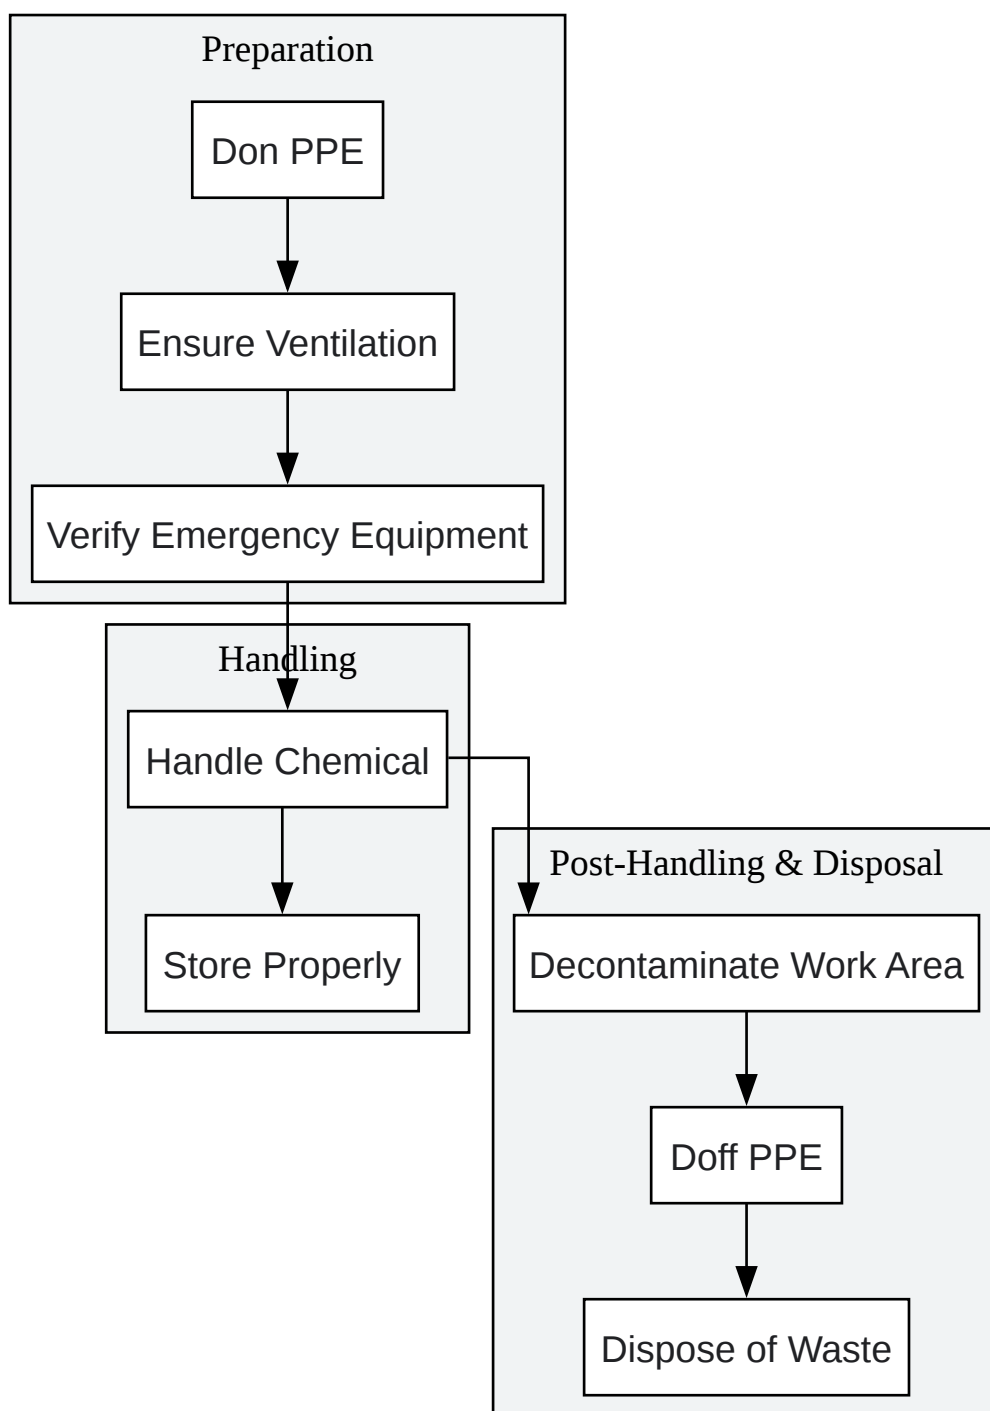 Preparation
Don PPE
Ensure Ventilation
Verify Emergency Equipment
Handling
Handle Chemical
Store Properly
Post-Handling & Disposal
Decontaminate Work Area
Doff PPE
Dispose of Waste